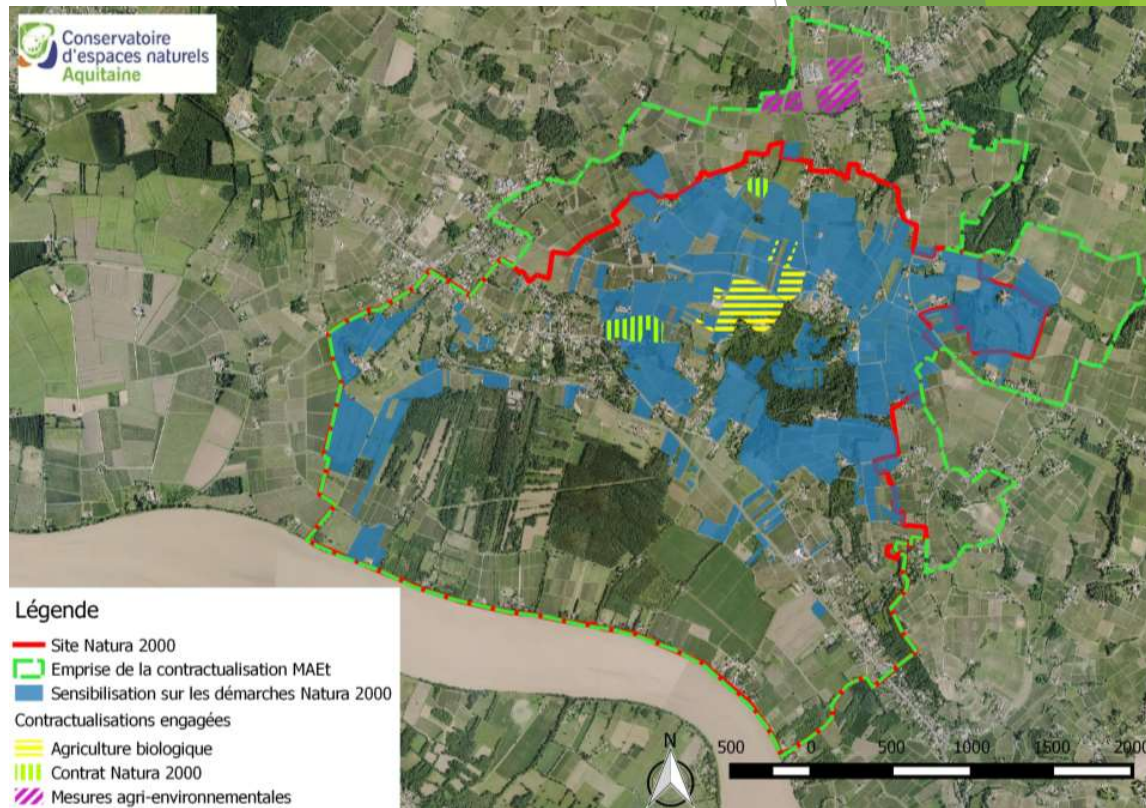 Conservatoire
d'espaces naturels
Aquitaine
Légende
Site Natura 2000
Emprise de la contractualisation MAEt
Sensibilisation sur les démarches Natura 2000
Contractualisations engagées
Agriculture biologique
Contrat Natura 2000
Mesures agri-environnementales
N
500 0 500 1000 1500 2000